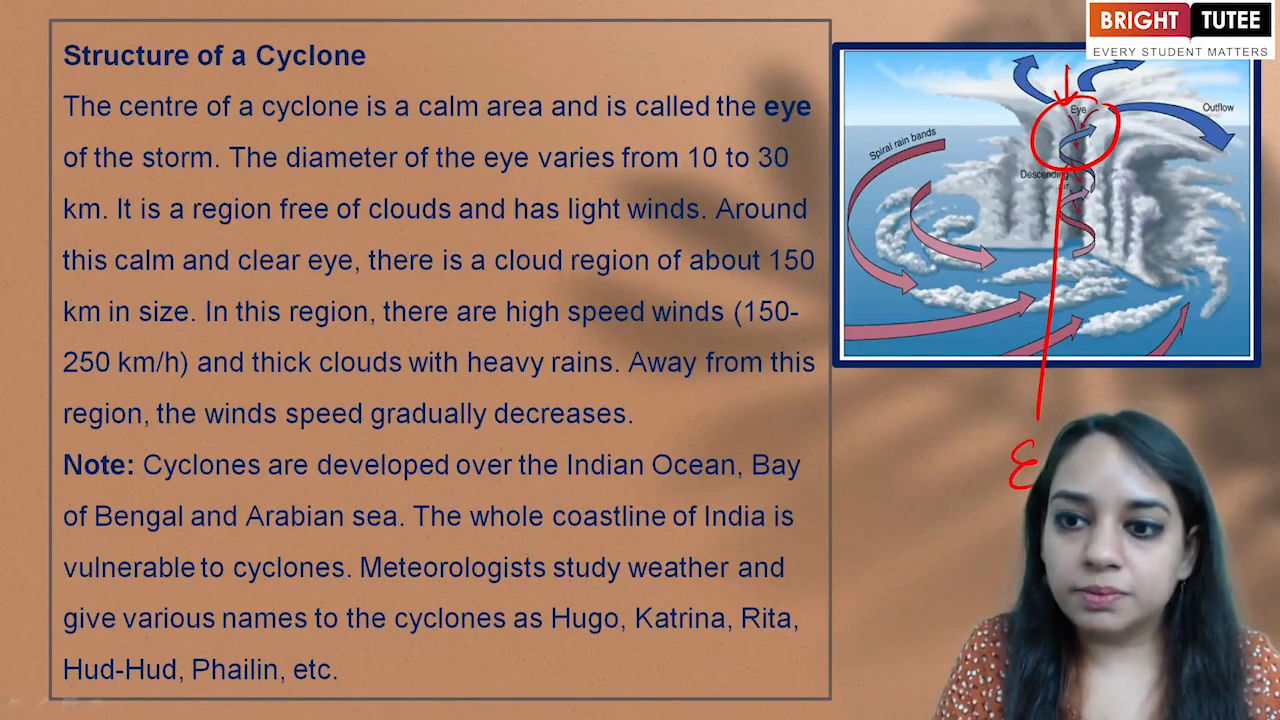 BRIGHT TUTEE
EVERY STUDENT MATTERS
Structure of a Cyclone
The centre of a cyclone is a calm area and is called the eye
of the storm. The diameter of the eye varies from 10 to 30
km. It is a region free of clouds and has light winds. Around
this calm and clear eye, there is a cloud region of about 150
km in size. In this region, there are high speed winds (150-
250 km/h) and thick clouds with heavy rains. Away from this
region, the winds speed gradually decreases.
Note: Cyclones are developed over the Indian Ocean, Bay
of Bengal and Arabian sea. The whole coastline of India is
vulnerable to cyclones. Meteorologists study weather and
give various names to the cyclones as Hugo, Katrina, Rita,
Hud-Hud, Phailin, etc.
Eye
Outflow
Spiral rain bands
Descending